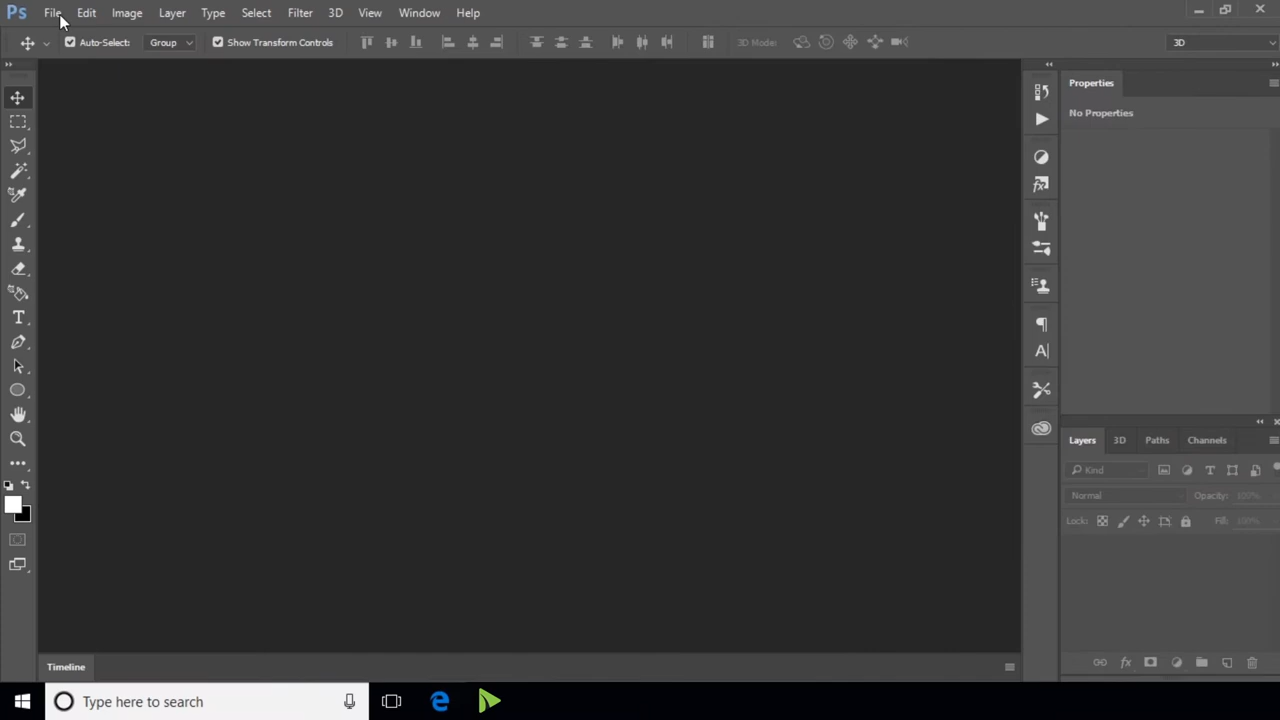 Ps File Edit Image Layer Type Select Filter 3D View Window Help
Auto-Select: Group Show Transform Controls 3D Mode: 3D
Properties
No Properties
Layers 3D Paths Channels
Kind
Normal Opacity: 100%
Lock: Fill: 100%
Timeline
Type here to search